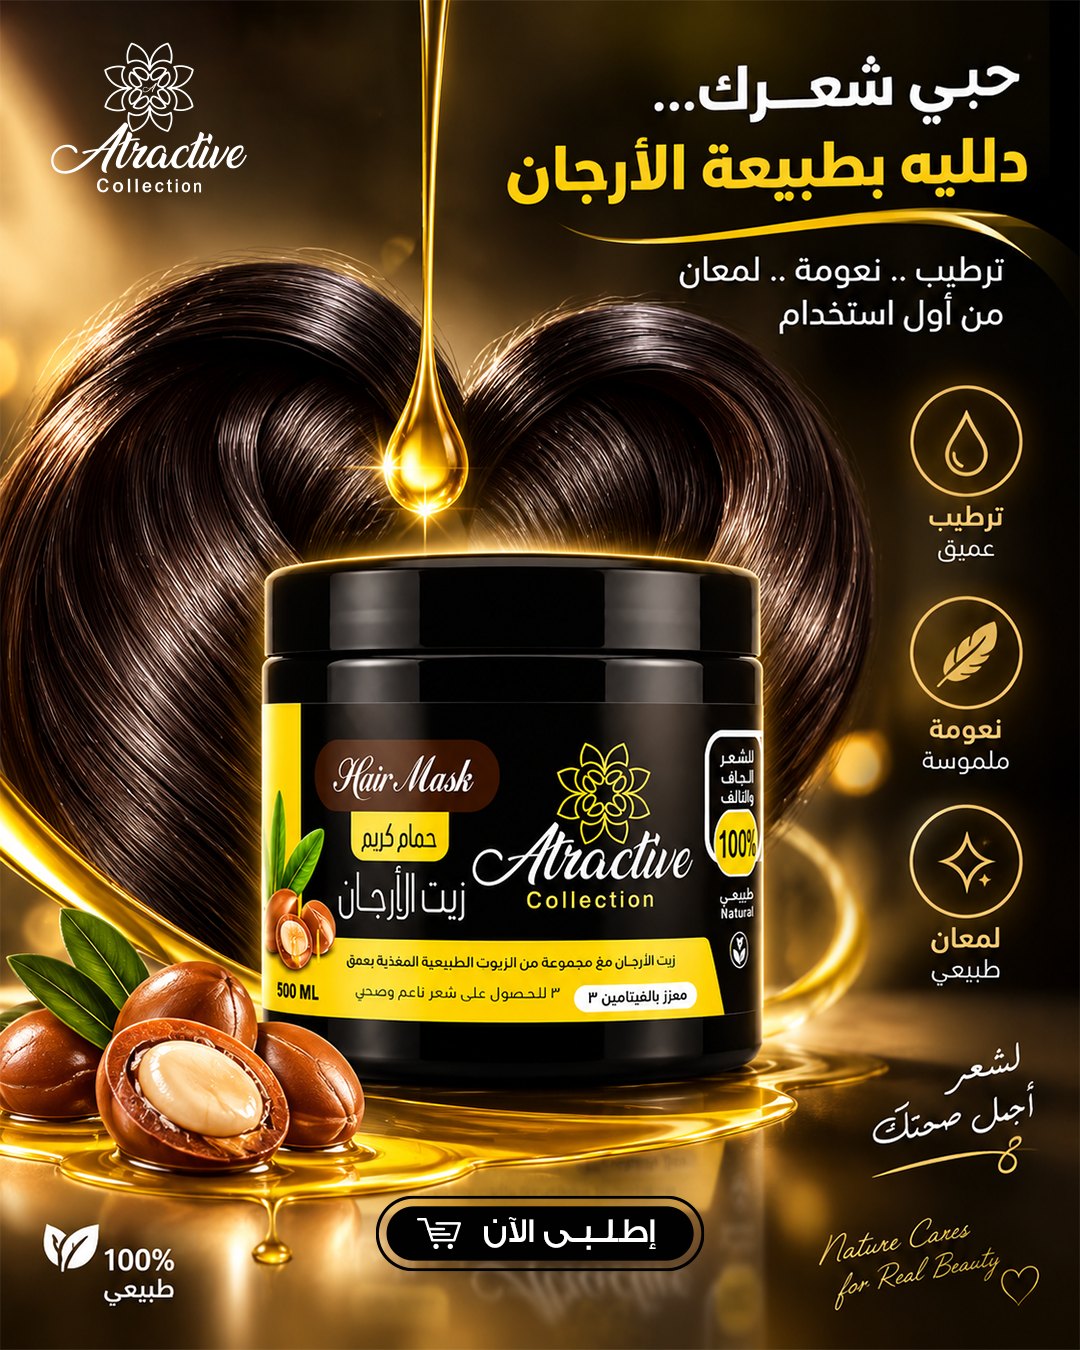 Atractive
Collection
حبي شعرك...
دلليه بطبيعة الأرجان
ترطيب .. نعومة .. لمعان
من أول استخدام
ترطيب
عميق
نعومة
ملموسة
لمعان
طبيعي
Hair Mask
حمام كريم
زيت الأرجان
Atractive
Collection
للشعر
الجاف
والتالف
100%
طبيعي
Natural
زيت الأرجان مغ مجموعة من الزيوت الطبيعية المغذية بعمق
معزز بالفيتامين ٣
٣ للحصول على شعر ناعم وصحي
500 ML
لشعر
أجمل صحتك
إطلبى الآن
100%
طبيعي
Nature Cares
for Real Beauty